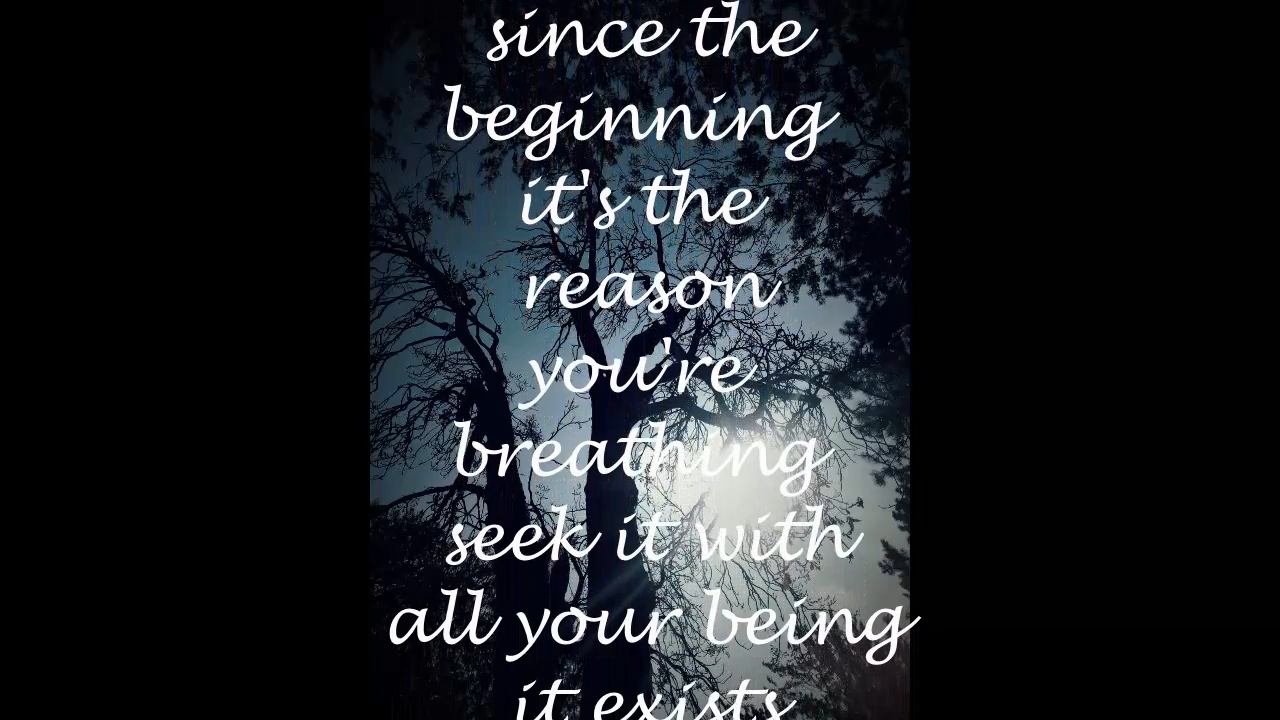 since the
beginning
it's the
reason
you're
breathing
seek it with
all your being
it exists